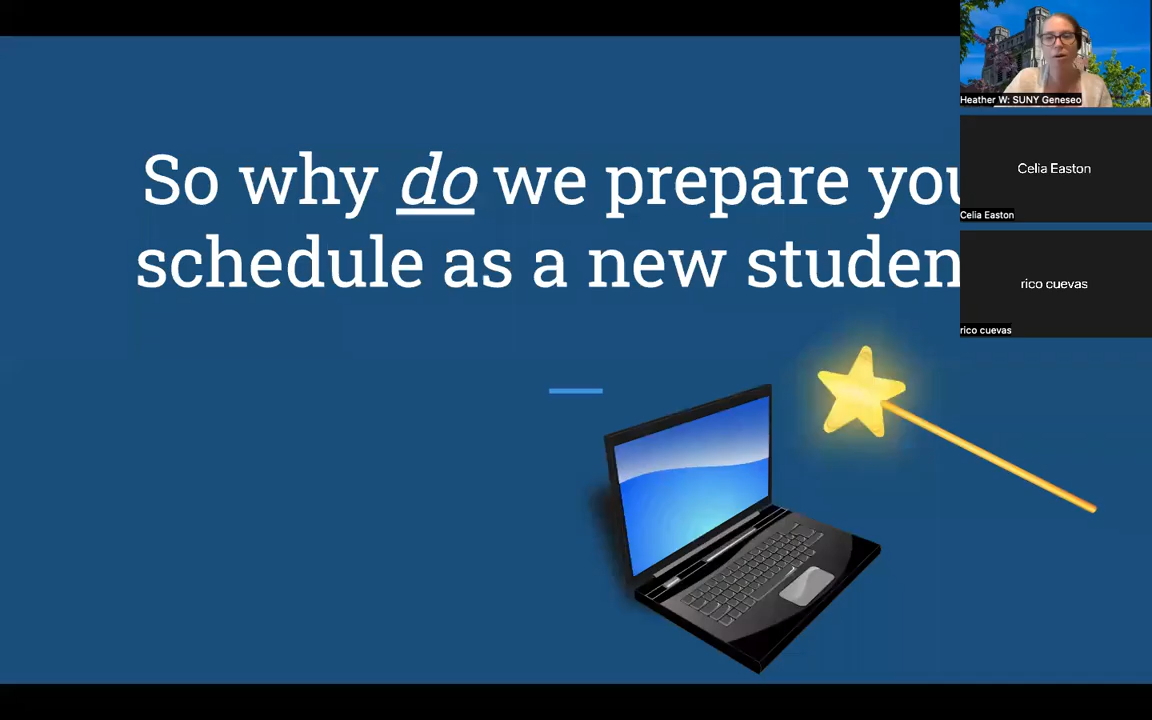 So why do we prepare you
schedule as a new studen
Heather W: SUNY Geneseo
Celia Easton
Celia Easton
rico cuevas
rico cuevas